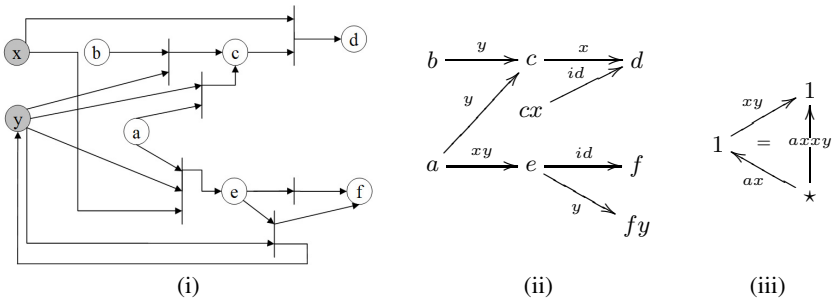 x
b
c
d
y
a
e
f
(i)
b y c x d
id
y
cx
a xy e id f
y
fy
(ii)
1
xy
1 = axxy
ax
⋆
(iii)